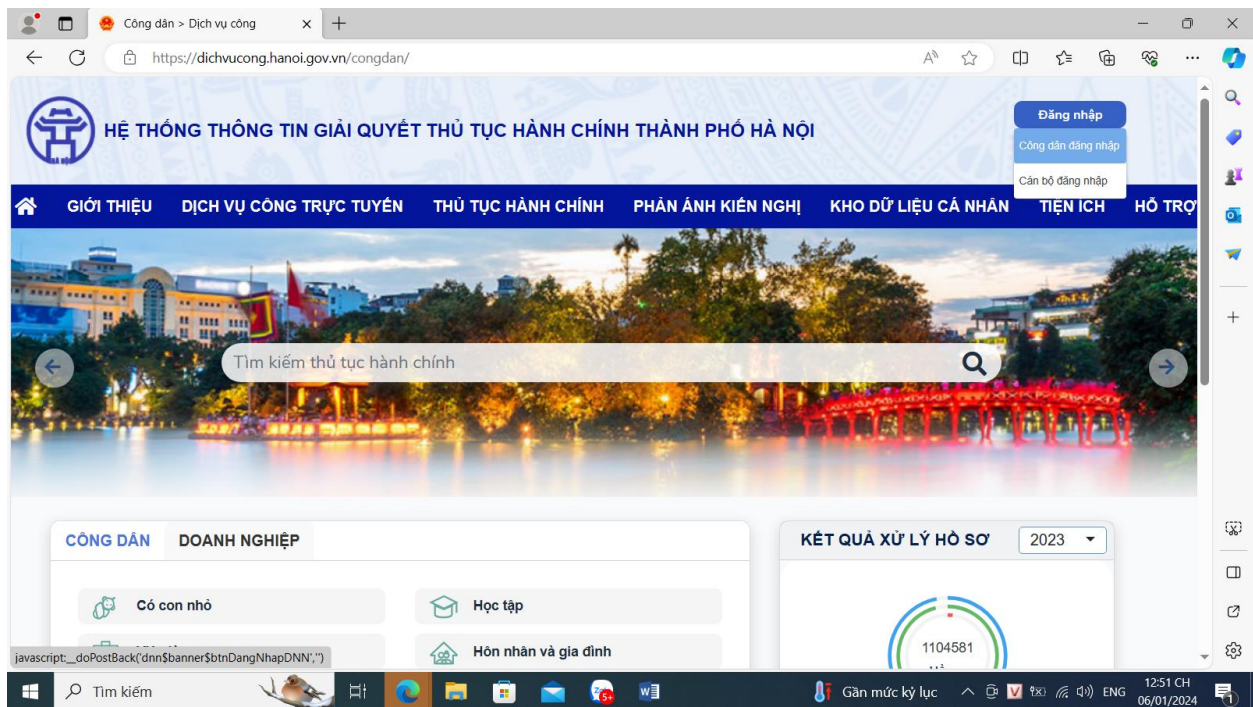 Công dân > Dịch vụ công
https://dichvucong.hanoi.gov.vn/congdan/
HÀ NỘI
HỆ THỐNG THÔNG TIN GIẢI QUYẾT THỦ TỤC HÀNH CHÍNH THÀNH PHỐ HÀ NỘI
Đăng nhập
Công dân đăng nhập
Cán bộ đăng nhập
GIỚI THIỆU DỊCH VỤ CÔNG TRỰC TUYẾN THỦ TỤC HÀNH CHÍNH PHẢN ÁNH KIẾN NGHỊ KHO DỮ LIỆU CÁ NHÂN TIỆN ÍCH HỖ TRỢ
Tìm kiếm thủ tục hành chính
CÔNG DÂN DOANH NGHIỆP
KẾT QUẢ XỬ LÝ HỒ SƠ 2023
Có con nhỏ Học tập
Hôn nhân và gia đình
1104581
javascript:__doPostBack('dnn$banner$btnDangNhapDNN','')
Tìm kiếm
Gần mức kỷ lục
ENG
12:51 CH
06/01/2024